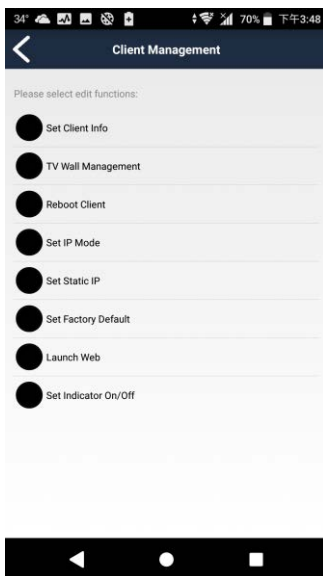 34° 70% 下午3:48
Client Management
Please select edit functions:
Set Client Info
TV Wall Management
Reboot Client
Set IP Mode
Set Static IP
Set Factory Default
Launch Web
Set Indicator On/Off